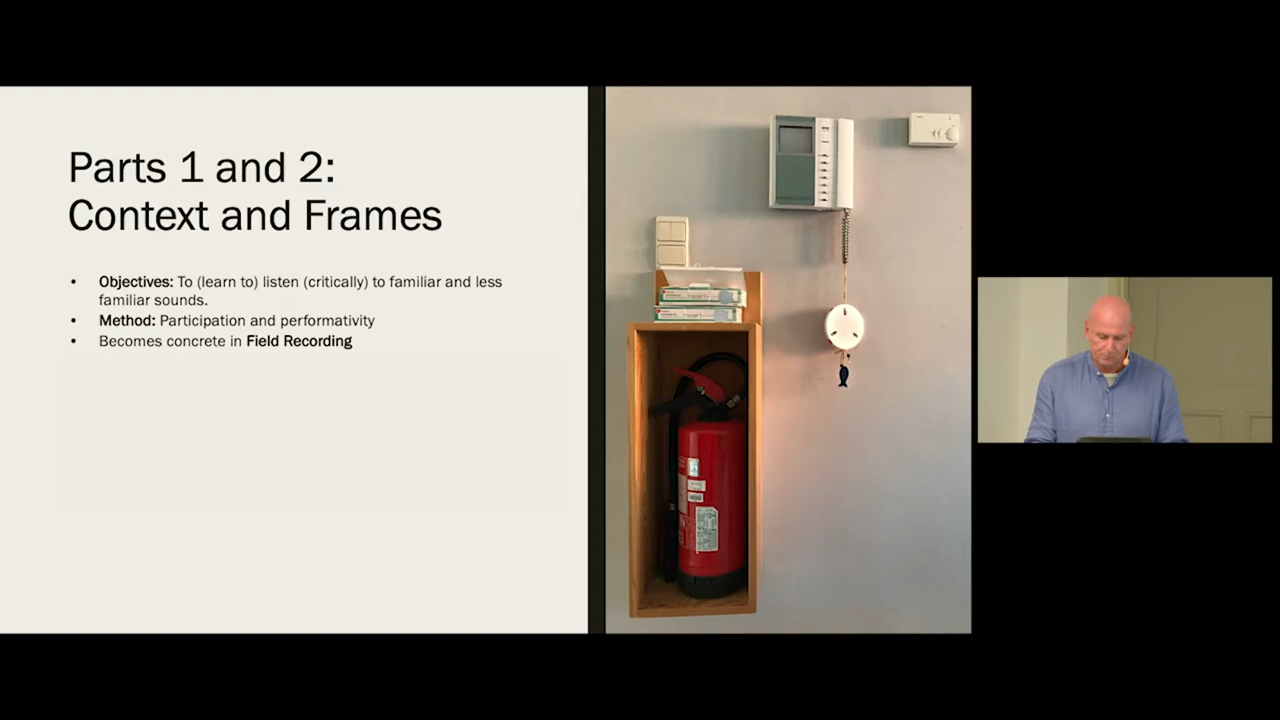 Parts 1 and 2:
Context and Frames
• Objectives: To (learn to) listen (critically) to familiar and less
familiar sounds.
• Method: Participation and performativity
• Becomes concrete in Field Recording